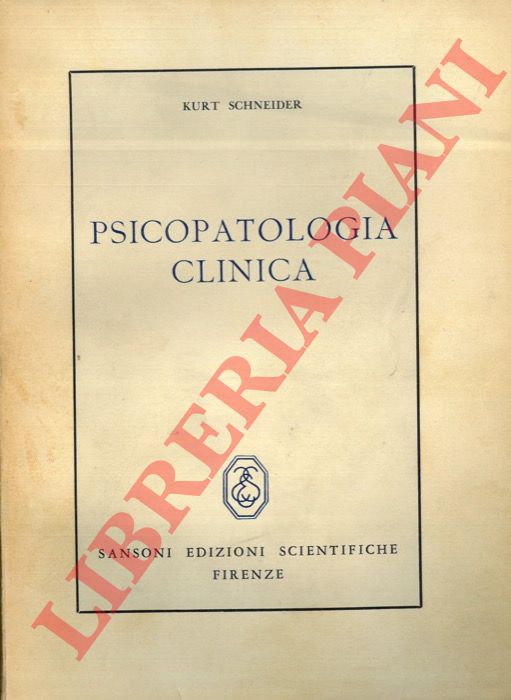 KURT SCHNEIDER
PSICOPATOLOGIA
CLINICA
SANSONI EDIZIONI SCIENTIFICHE
FIRENZE
LIBRERIA PIANI